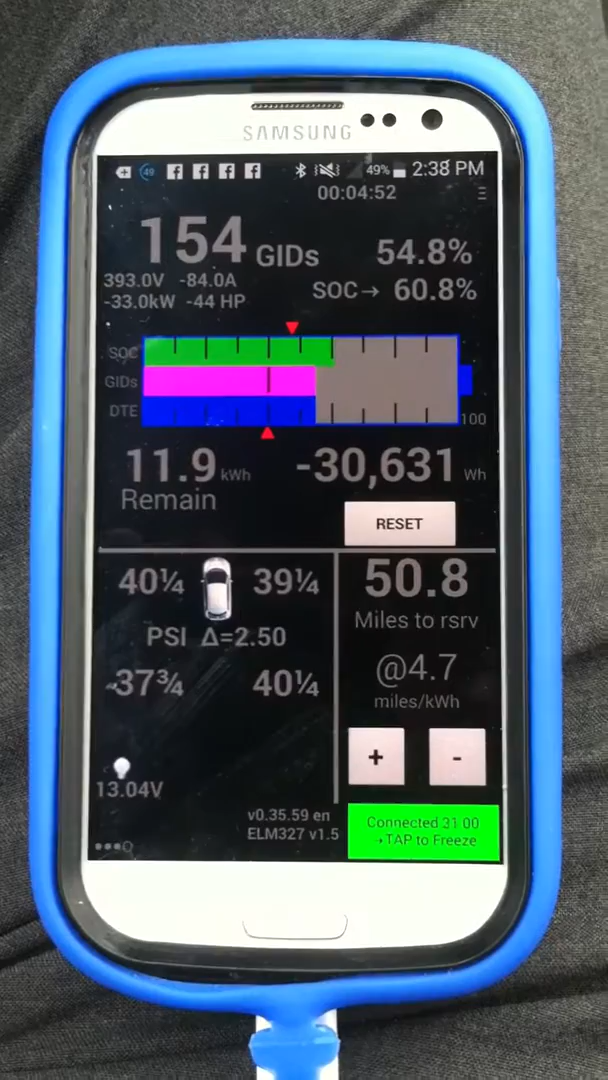 SAMSUNG
49 49% 2:38 PM
00:04:52
154 GIDs 54.8%
393.0V -84.0A
-33.0kW -44 HP
SOC→ 60.8%
SOC
GIDs
DTE
100
11.9 kWh -30,631 Wh
Remain
RESET
40¼ 39¼
PSI Δ=2.50
-37¾ 40¼
50.8
Miles to rsrv
@4.7
miles/kWh
+ -
13.04V
v0.35.59 en
ELM327 v1.5
Connected 31 00
→TAP to Freeze